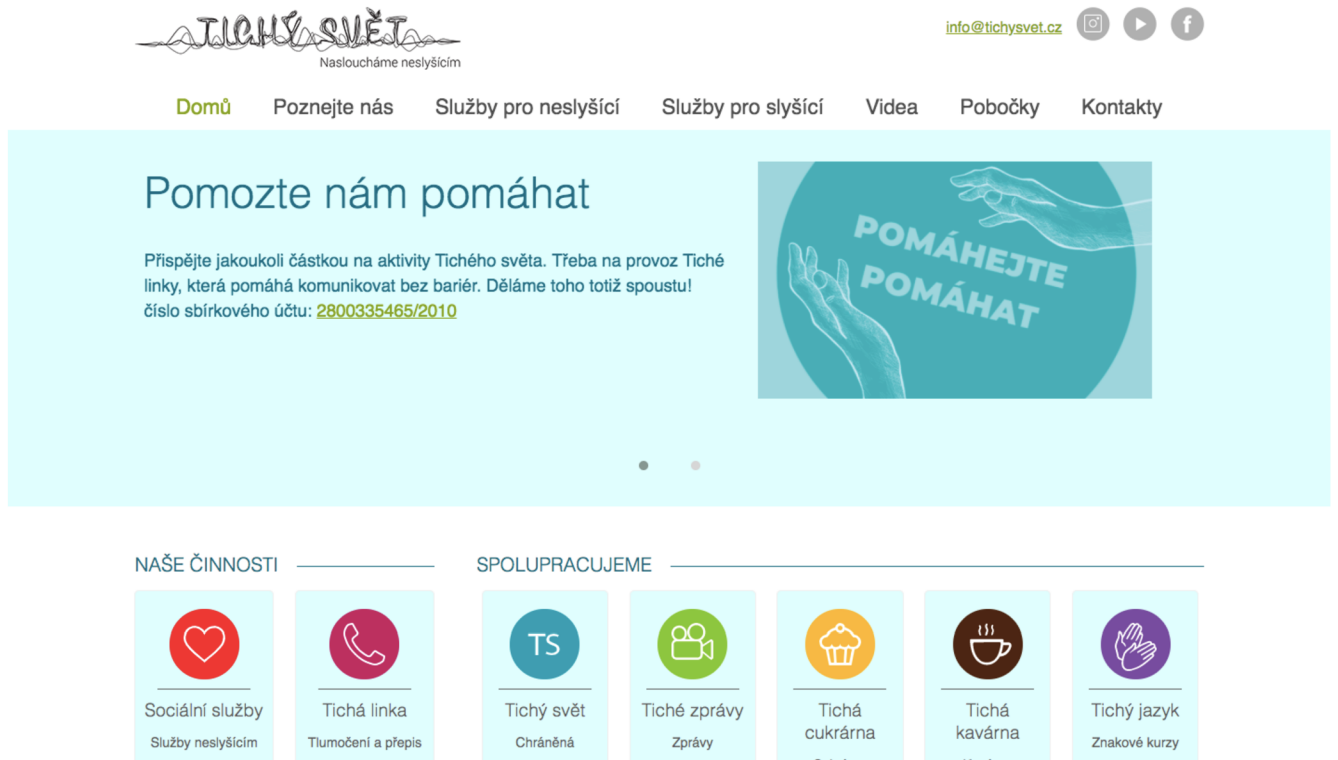 TICHÝ SVĚT
Nasloucháme neslyšícím
info@tichysvet.cz
Domů Poznejte nás Služby pro neslyšící Služby pro slyšící Videa Pobočky Kontakty
Pomozte nám pomáhat
Přispějte jakoukoli částkou na aktivity Tichého světa. Třeba na provoz Tiché
linky, která pomáhá komunikovat bez bariér. Děláme toho totiž spoustu!
číslo sbírkového účtu: 2800335465/2010
POMÁHEJTE
POMÁHAT
NAŠE ČINNOSTI
SPOLUPRACUJEME
Sociální služby
Služby neslyšícím
Tichá linka
Tlumočení a přepis
TS
Tichý svět
Chráněná
Tiché zprávy
Zprávy
Tichá
cukrárna
Tichá
kavárna
Tichý jazyk
Znakové kurzy